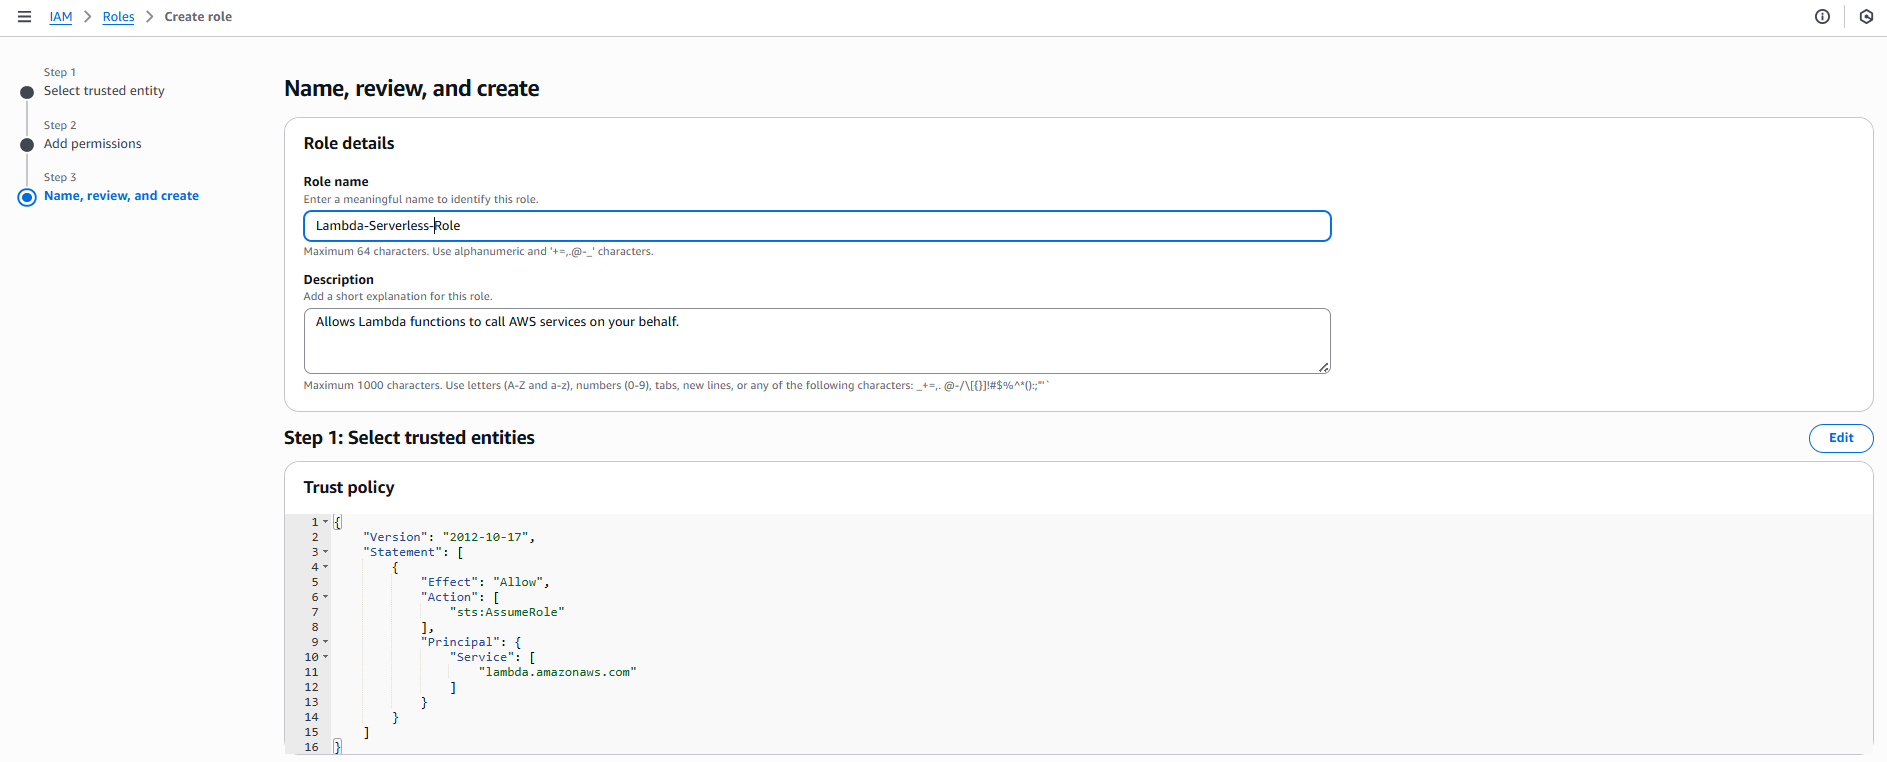 IAM > Roles > Create role
Step 1
Select trusted entity
Step 2
Add permissions
Step 3
Name, review, and create
Name, review, and create
Role details
Role name
Enter a meaningful name to identify this role.
Lambda-Serverless-Role
Maximum 64 characters. Use alphanumeric and '+=,.@-_' characters.
Description
Add a short explanation for this role.
Allows Lambda functions to call AWS services on your behalf.
Maximum 1000 characters. Use letters (A-Z and a-z), numbers (0-9), tabs, new lines, or any of the following characters: _+=,. @-/\[{}]!#$%^*();:"'`
Step 1: Select trusted entities
Edit
Trust policy
1 {
2     "Version": "2012-10-17",
3     "Statement": [
4         {
5             "Effect": "Allow",
6             "Action": [
7                 "sts:AssumeRole"
8             ],
9             "Principal": {
10                 "Service": [
11                     "lambda.amazonaws.com"
12                 ]
13             }
14         }
15     ]
16 }